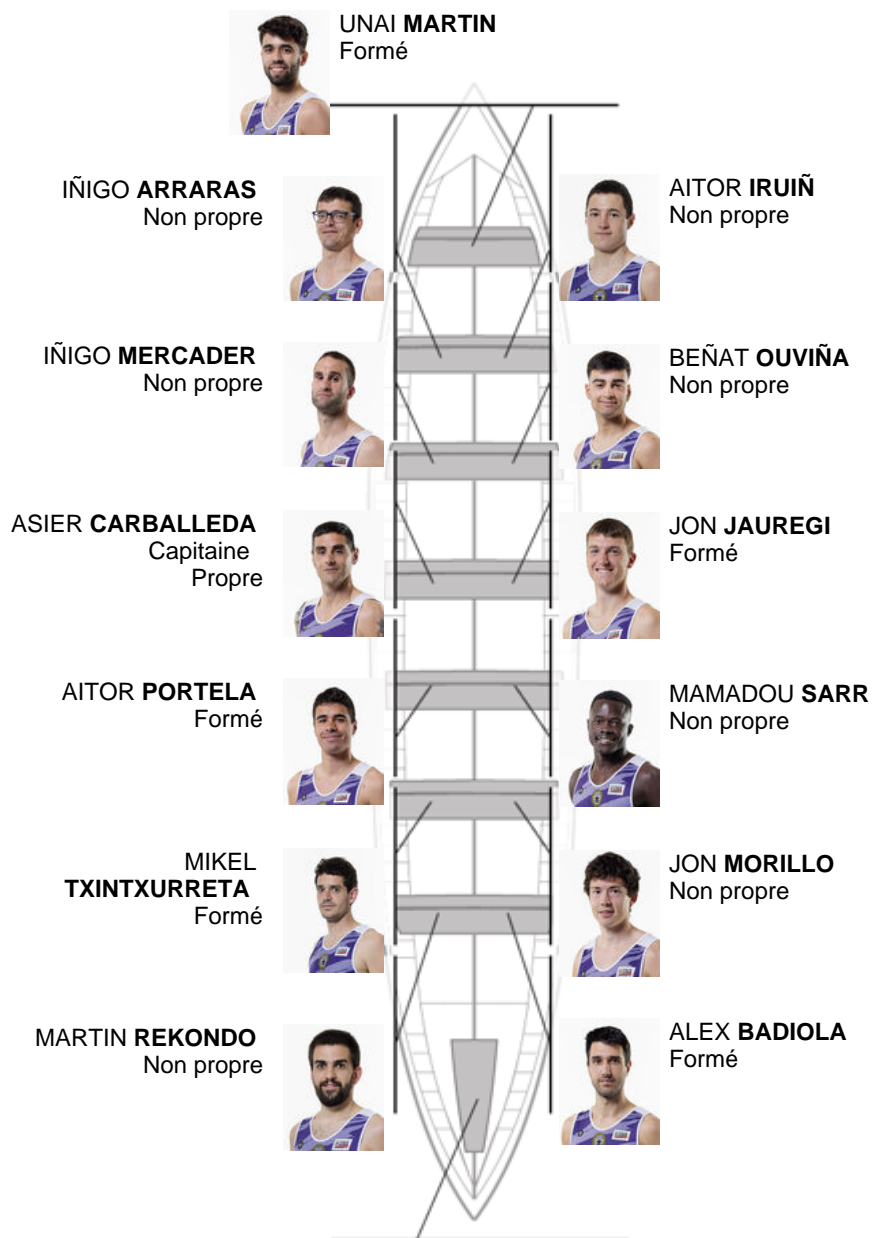 UNAI MARTIN
Formé
IÑIGO ARRARAS
Non propre
AITOR IRUIÑ
Non propre
IÑIGO MERCADER
Non propre
BEÑAT OUVIÑA
Non propre
ASIER CARBALLEDA
Capitaine
Propre
JON JAUREGI
Formé
AITOR PORTELA
Formé
MAMADOU SARR
Non propre
MIKEL
TXINTXURRETA
Formé
JON MORILLO
Non propre
MARTIN REKONDO
Non propre
ALEX BADIOLA
Formé